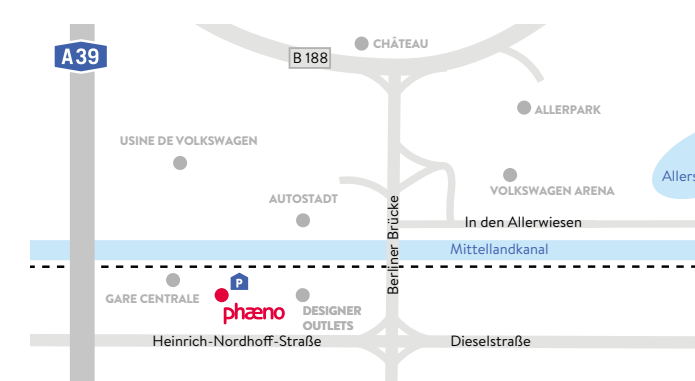 CHÂTEAU
A 39
B 188
ALLERPARK
USINE DE VOLKSWAGEN
Allers
VOLKSWAGEN ARENA
AUTOSTADT
Berliner Brücke
In den Allerwiesen
Mittellandkanal
P
GARE CENTRALE
phæno
DESIGNER
OUTLETS
Heinrich-Nordhoff-Straße
Dieselstraße